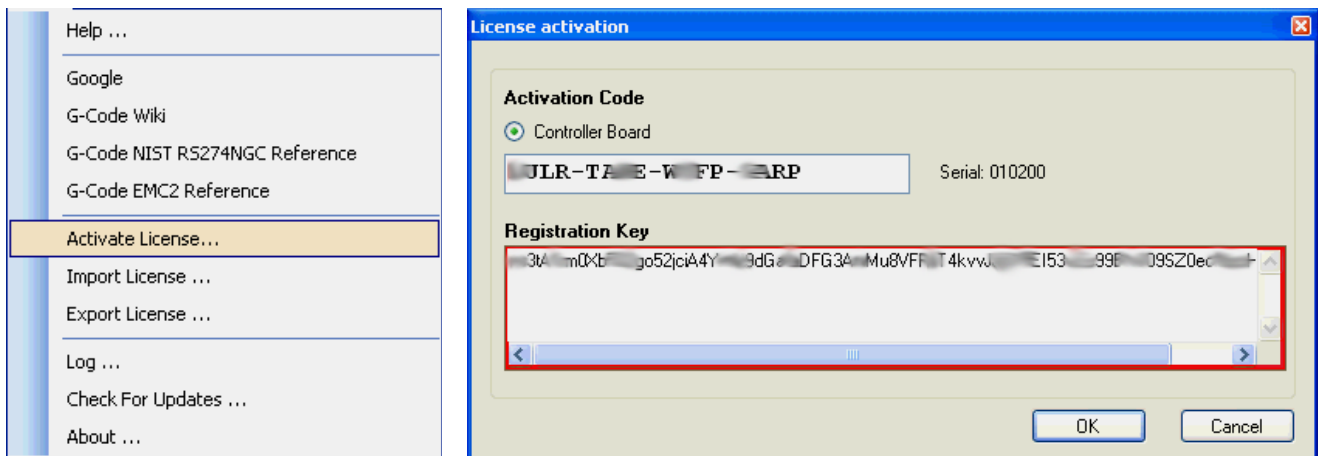 Help ...
Google
G-Code Wiki
G-Code NIST RS274NGC Reference
G-Code EMC2 Reference
Activate License...
Import License ...
Export License ...
Log ...
Check For Updates ...
About ...
License activation
Activation Code
Controller Board
Serial: 010200
Registration Key
OK
Cancel